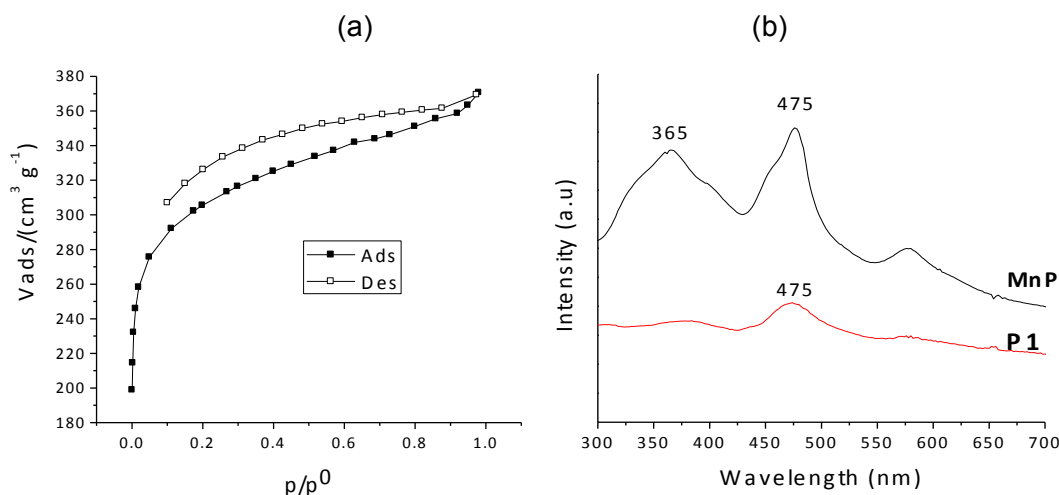 (a)
380
360
340
320
300
280
260
240
220
200
180
Vads/(cm³ g⁻¹)
Ads
Des
0.0 0.2 0.4 0.6 0.8 1.0
p/p⁰
(b)
475
365
MnP
475
P1
Intensity (a.u)
300 350 400 450 500 550 600 650 700
Wavelength (nm)